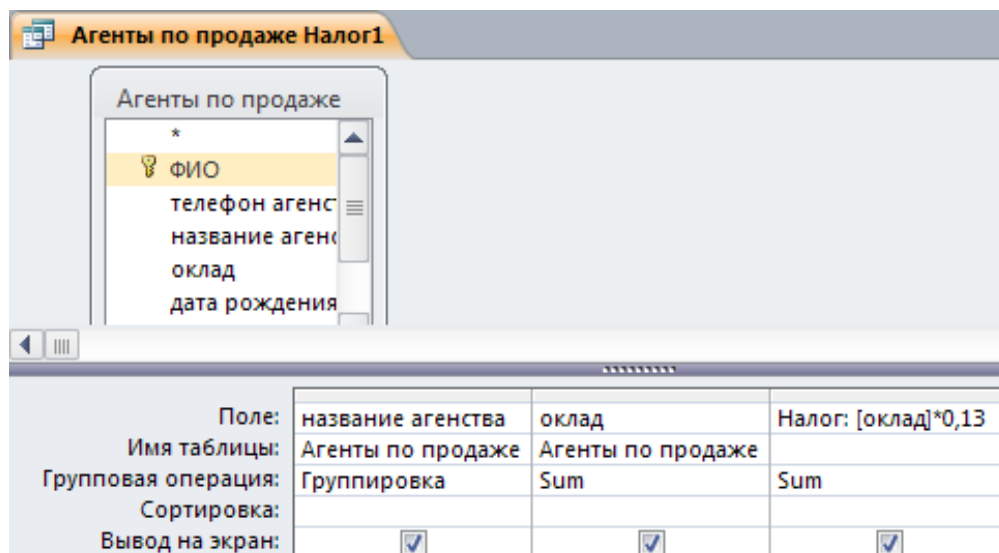 Агенты по продаже Налог1
Агенты по продаже
*
ФИО
телефон агенст
название агенс
оклад
дата рождения
Поле: название агенства оклад Налог: [оклад]*0,13
Имя таблицы: Агенты по продаже Агенты по продаже
Групповая операция: Группировка Sum Sum
Сортировка:
Вывод на экран: